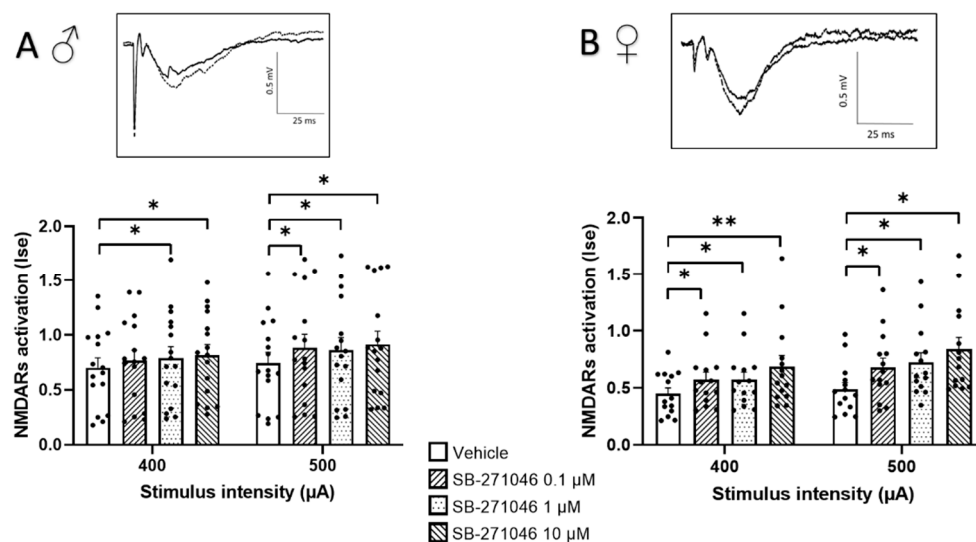 A ♂
0.5 mV
25 ms
NMDARs activation (Ise)
2.0
1.5
1.0
0.5
0.0
*
*
*
*
*
400
500
Stimulus intensity (µA)
B ♀
0.5 mV
25 ms
NMDARs activation (Ise)
2.0
1.5
1.0
0.5
0.0
**
*
*
*
*
*
400
500
Stimulus intensity (µA)
Vehicle
SB-271046 0.1 µM
SB-271046 1 µM
SB-271046 10 µM